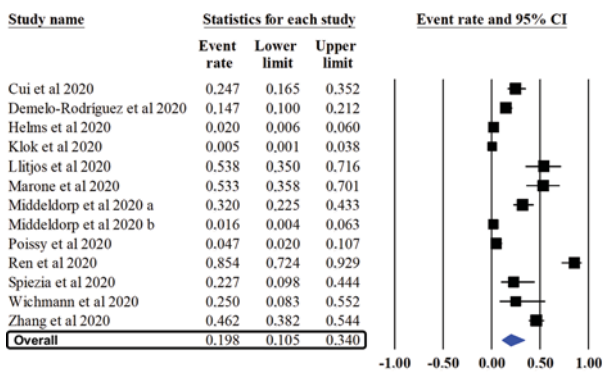 Study name Statistics for each study Event rate and 95% CI
Event rate Lower limit Upper limit
Cui et al 2020 0.247 0.165 0.352
Demelo-Rodriguez et al 2020 0.147 0.100 0.212
Helms et al 2020 0.020 0.006 0.060
Klok et al 2020 0.005 0.001 0.038
Llitjos et al 2020 0.538 0.350 0.716
Marone et al 2020 0.533 0.358 0.701
Middeldorp et al 2020 a 0.320 0.225 0.433
Middeldorp et al 2020 b 0.016 0.004 0.063
Poissy et al 2020 0.047 0.020 0.107
Ren et al 2020 0.854 0.724 0.929
Spiezia et al 2020 0.227 0.098 0.444
Wichmann et al 2020 0.250 0.083 0.552
Zhang et al 2020 0.462 0.382 0.544
Overall 0.198 0.105 0.340
-1.00 -0.50 0.00 0.50 1.00